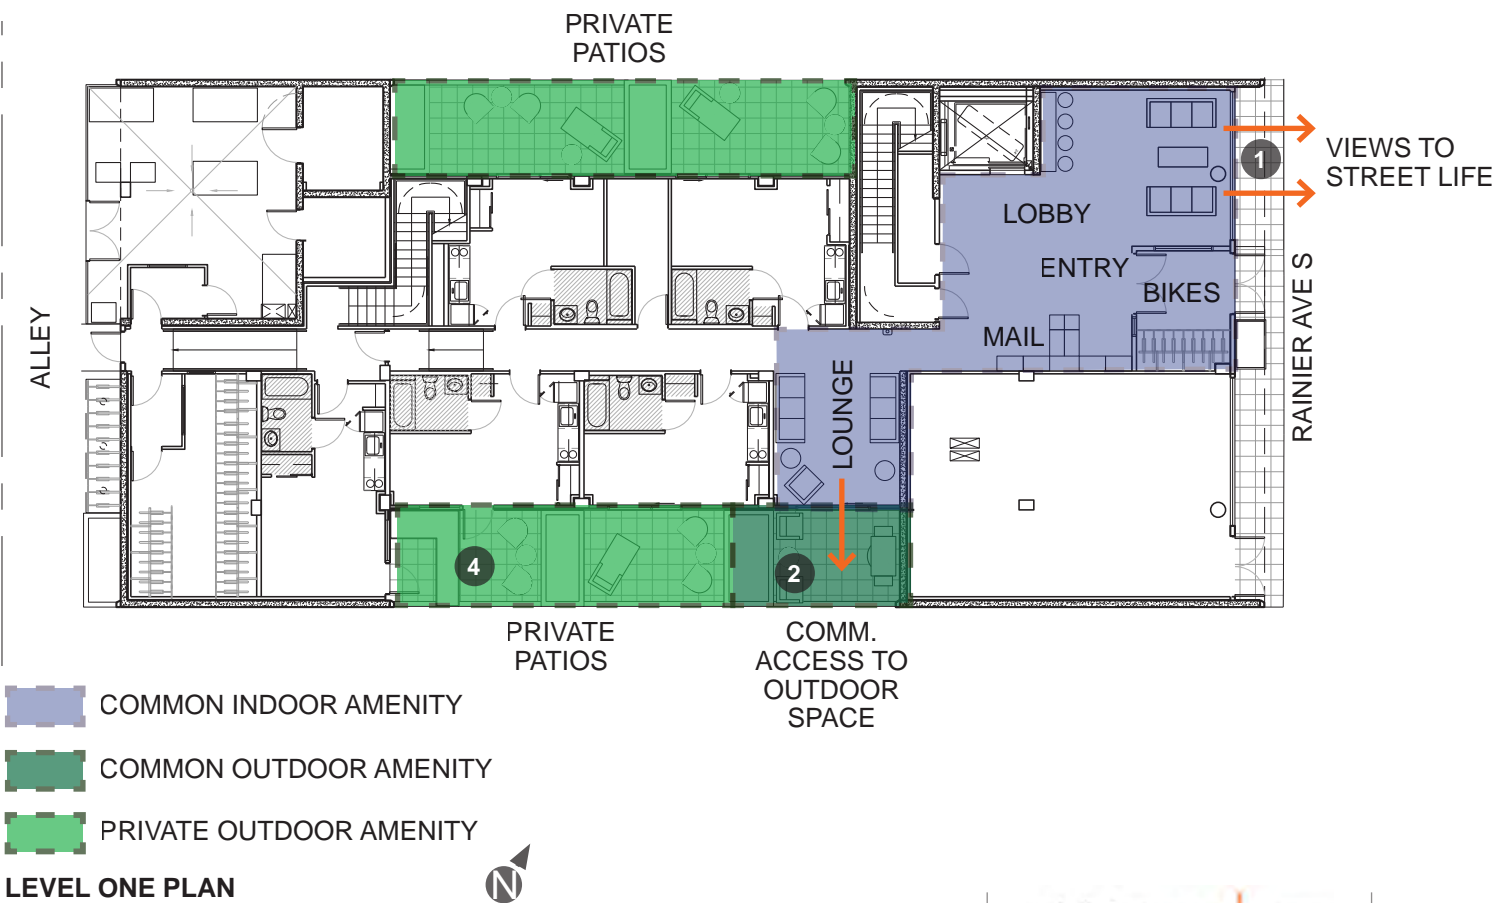 PRIVATE
PATIOS
1
VIEWS TO
STREET LIFE
LOBBY
ENTRY
BIKES
MAIL
ALLEY
LOUNGE
RAINIER AVE S
4
2
PRIVATE
PATIOS
COMM.
ACCESS TO
OUTDOOR
SPACE
COMMON INDOOR AMENITY
COMMON OUTDOOR AMENITY
PRIVATE OUTDOOR AMENITY
LEVEL ONE PLAN
N